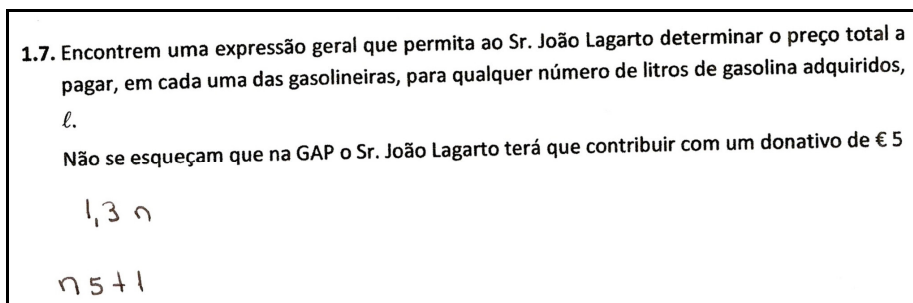 1.7. Encontrem uma expressão geral que permita ao Sr. João Lagarto determinar o preço total a
pagar, em cada uma das gasolineiras, para qualquer número de litros de gasolina adquiridos,
ℓ.
Não se esqueçam que na GAP o Sr. João Lagarto terá que contribuir com um donativo de € 5
1,3 n
n 5 + 1